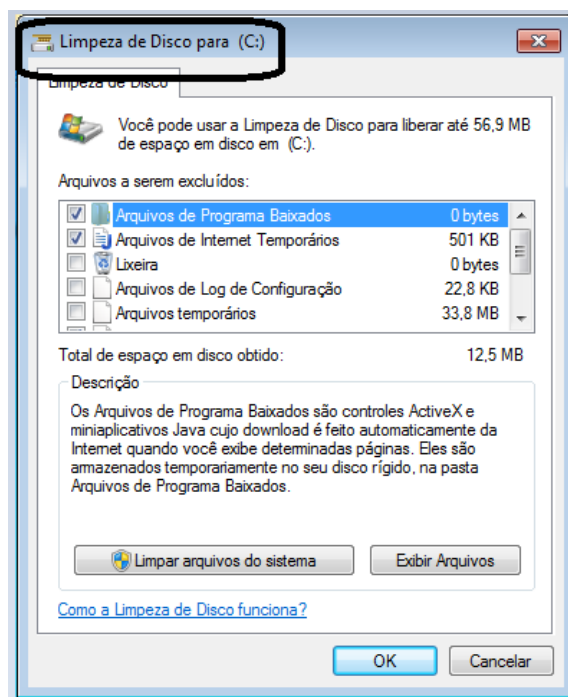 Limpeza de Disco para (C:)
Limpeza de Disco
Você pode usar a Limpeza de Disco para liberar até 56,9 MB
de espaço em disco em (C:).
Arquivos a serem excluídos:
Arquivos de Programa Baixados 0 bytes
Arquivos de Internet Temporários 501 KB
Lixeira 0 bytes
Arquivos de Log de Configuração 22,8 KB
Arquivos temporários 33,8 MB
Total de espaço em disco obtido: 12,5 MB
Descrição
Os Arquivos de Programa Baixados são controles ActiveX e
miniaplicativos Java cujo download é feito automaticamente da
Internet quando você exibe determinadas páginas. Eles são
armazenados temporariamente no seu disco rígido, na pasta
Arquivos de Programa Baixados.
Limpar arquivos do sistema Exibir Arquivos
Como a Limpeza de Disco funciona?
OK Cancelar